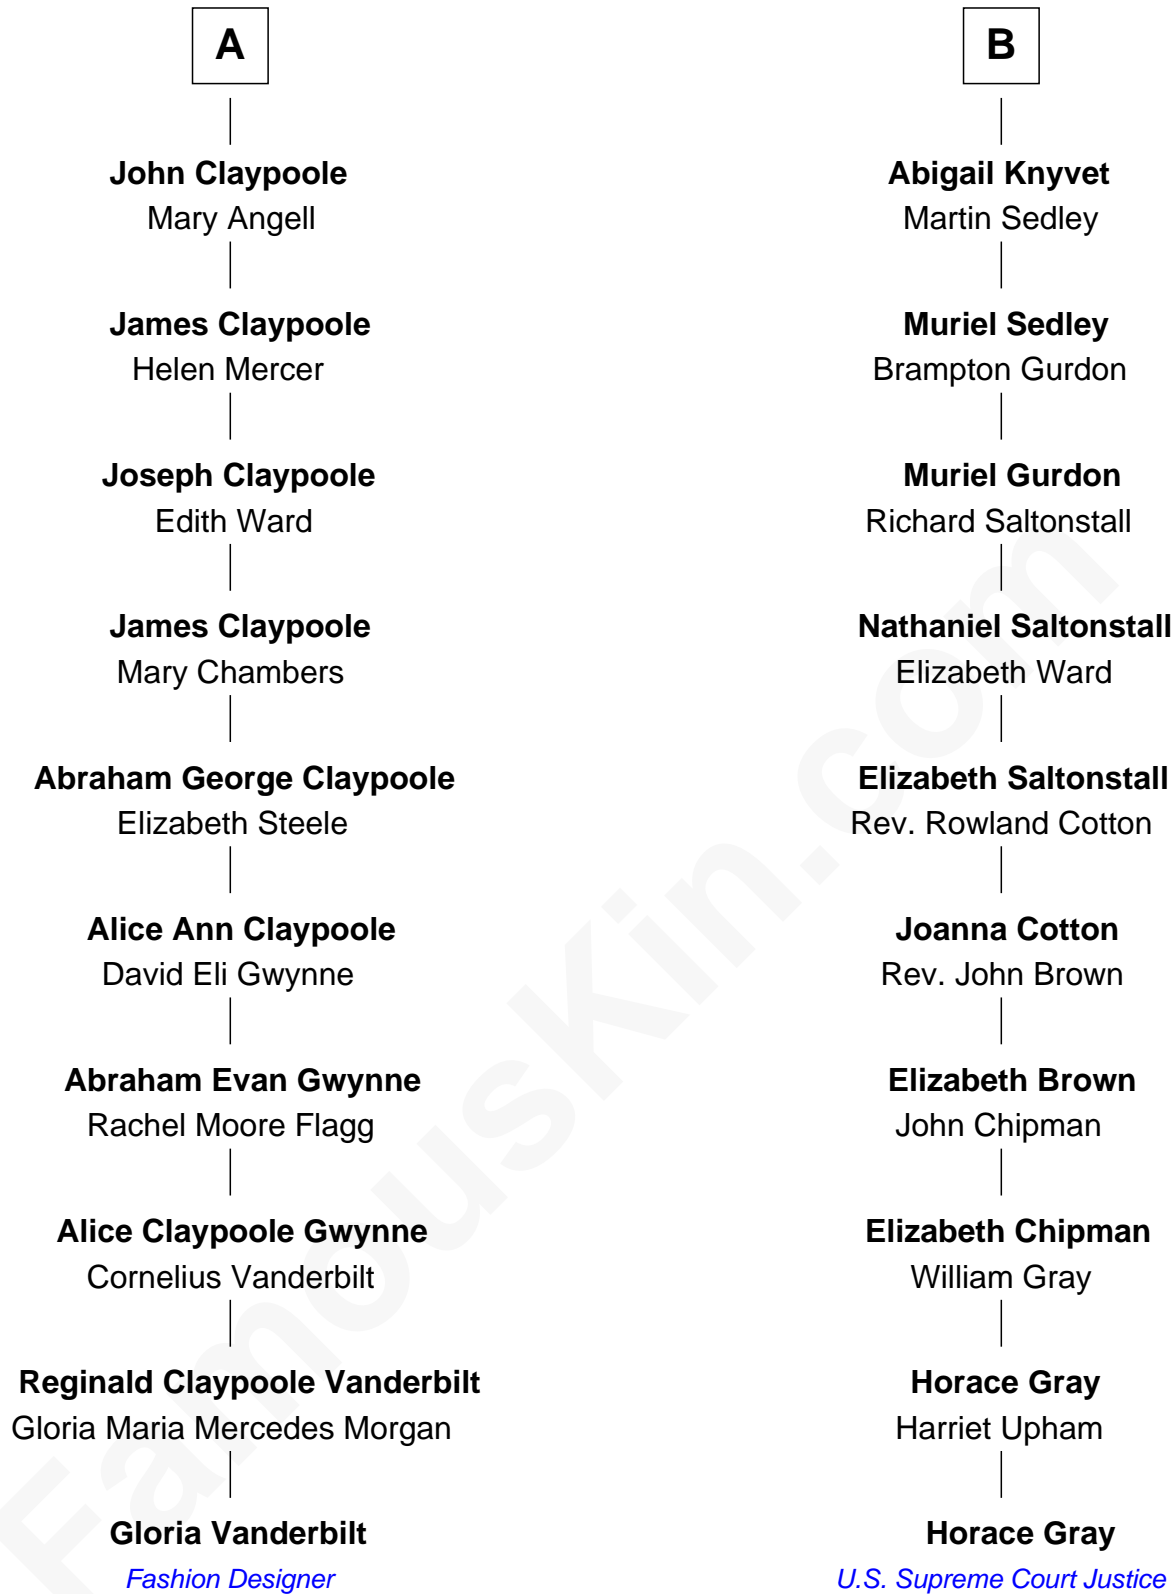 A
John Claypoole
Mary Angell
James Claypoole
Helen Mercer
Joseph Claypoole
Edith Ward
James Claypoole
Mary Chambers
Abraham George Claypoole
Elizabeth Steele
Alice Ann Claypoole
David Eli Gwynne
Abraham Evan Gwynne
Rachel Moore Flagg
Alice Claypoole Gwynne
Cornelius Vanderbilt
Reginald Claypoole Vanderbilt
Gloria Maria Mercedes Morgan
Gloria Vanderbilt
Fashion Designer
B
Abigail Knyvet
Martin Sedley
Muriel Sedley
Brampton Gurdon
Muriel Gurdon
Richard Saltonstall
Nathaniel Saltonstall
Elizabeth Ward
Elizabeth Saltonstall
Rev. Rowland Cotton
Joanna Cotton
Rev. John Brown
Elizabeth Brown
John Chipman
Elizabeth Chipman
William Gray
Horace Gray
Harriet Upham
Horace Gray
U.S. Supreme Court Justice
FamousKin.com